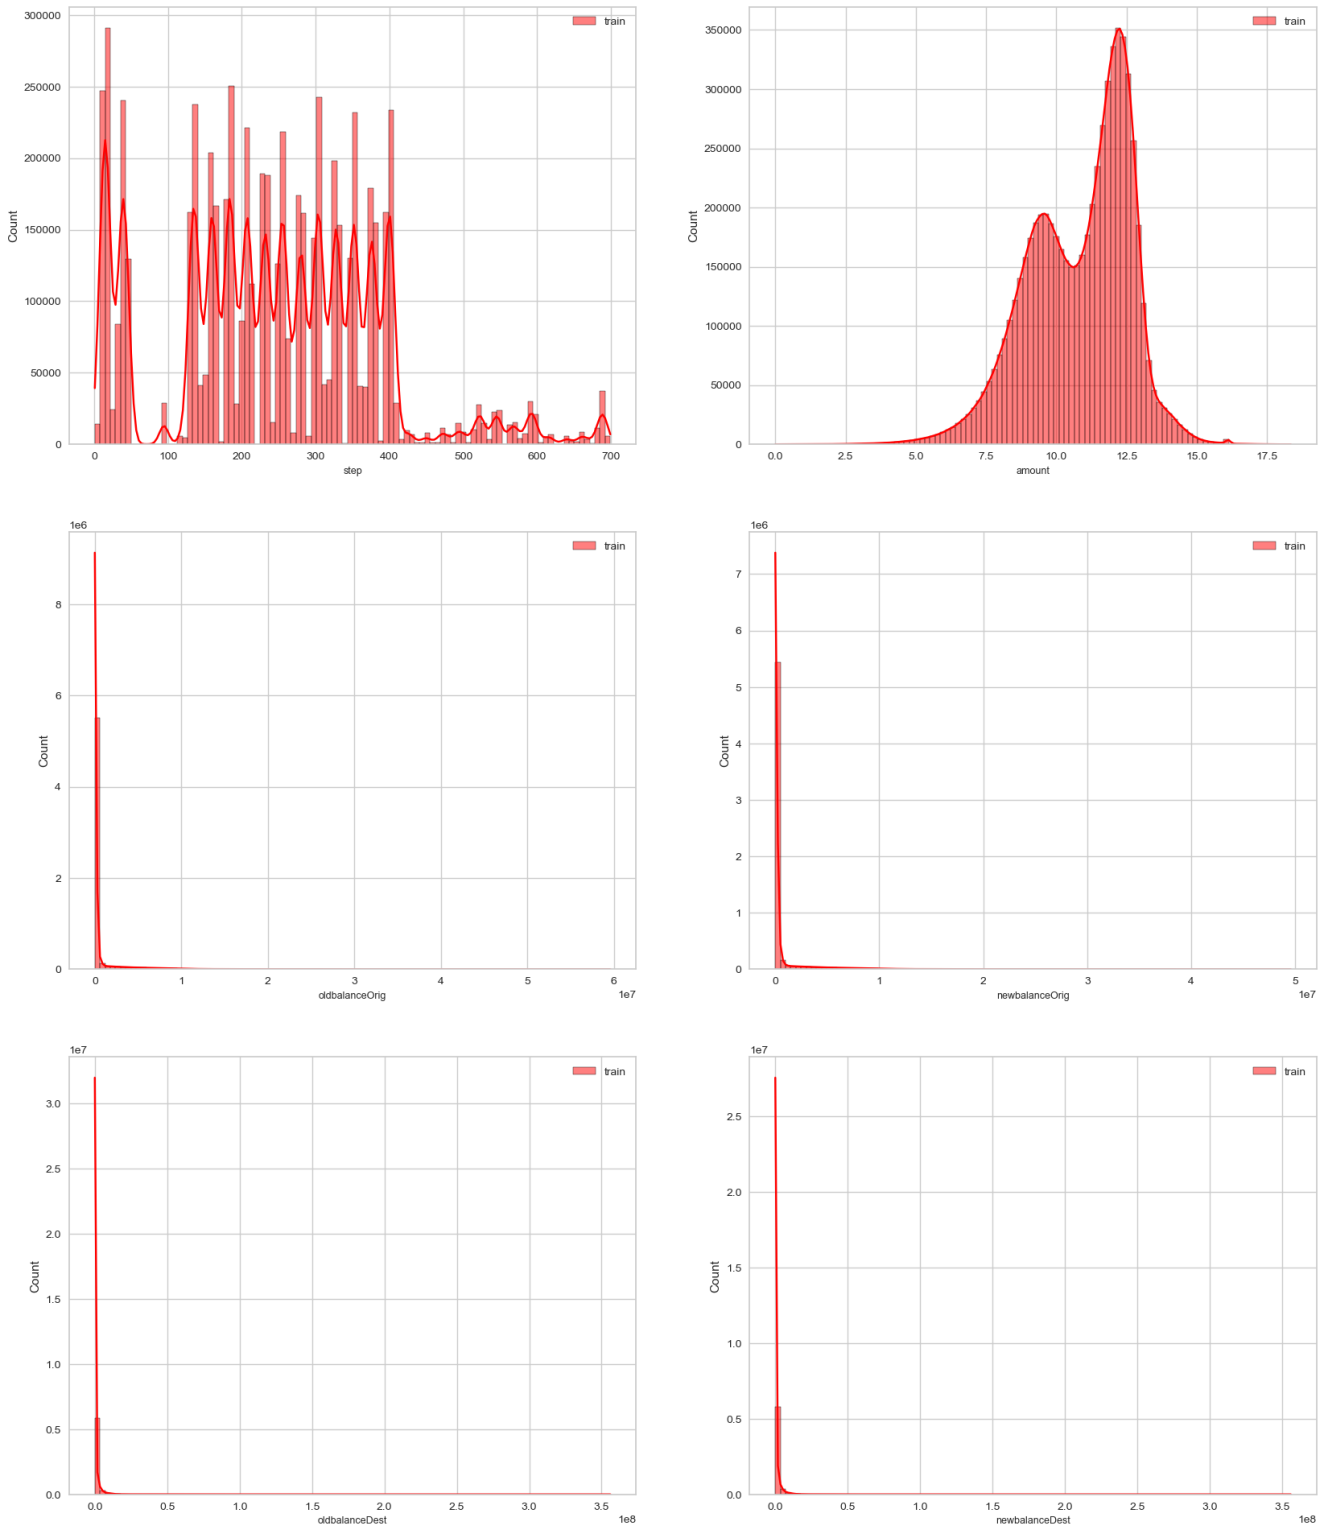 train
300000
250000
200000
150000
100000
50000
0
Count
0 100 200 300 400 500 600 700
step
train
350000
300000
250000
200000
150000
100000
50000
0
Count
0.0 2.5 5.0 7.5 10.0 12.5 15.0 17.5
amount
1e6
train
8
6
4
2
0
Count
0 1 2 3 4 5 6
oldbalanceOrig
1e7
1e6
train
7
6
5
4
3
2
1
0
Count
0 1 2 3 4 5
newbalanceOrig
1e7
1e7
train
3.0
2.5
2.0
1.5
1.0
0.5
0.0
Count
0.0 0.5 1.0 1.5 2.0 2.5 3.0 3.5
oldbalanceDest
1e8
1e7
train
2.5
2.0
1.5
1.0
0.5
0.0
Count
0.0 0.5 1.0 1.5 2.0 2.5 3.0 3.5
newbalanceDest
1e8